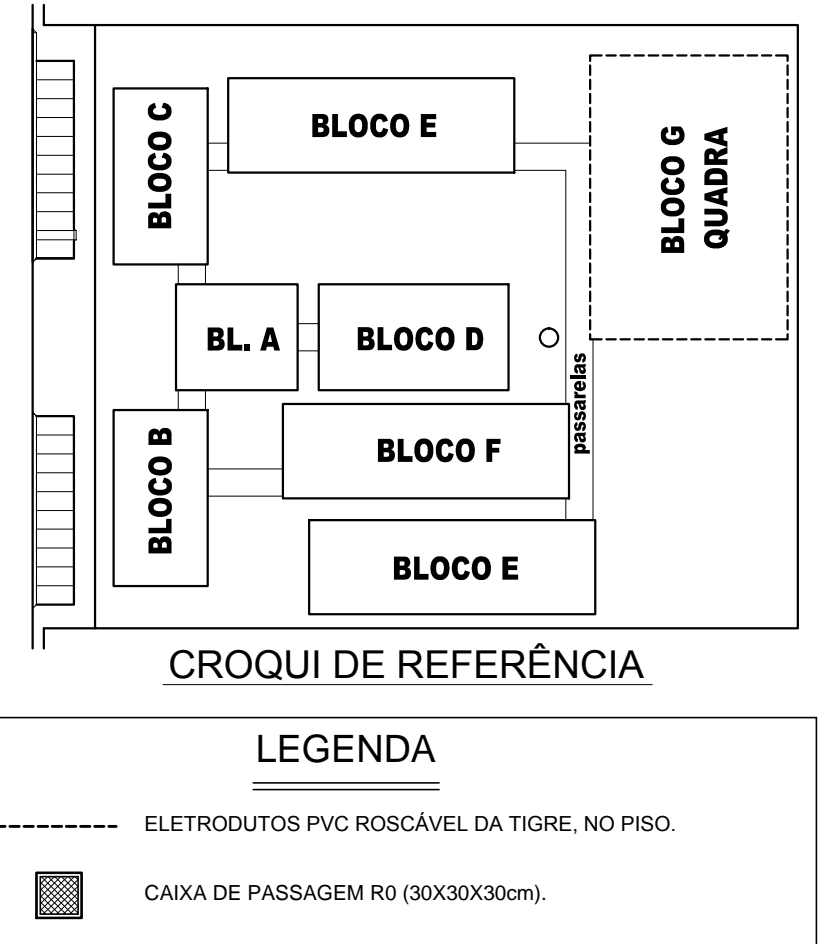 BLOCO C
BLOCO E
BLOCO G
QUADRA
BL. A
BLOCO D
passarelas
BLOCO B
BLOCO F
BLOCO E
CROQUI DE REFERÊNCIA
LEGENDA
ELETRODUTOS PVC ROSCÁVEL DA TIGRE, NO PISO.
CAIXA DE PASSAGEM R0 (30X30X30cm).